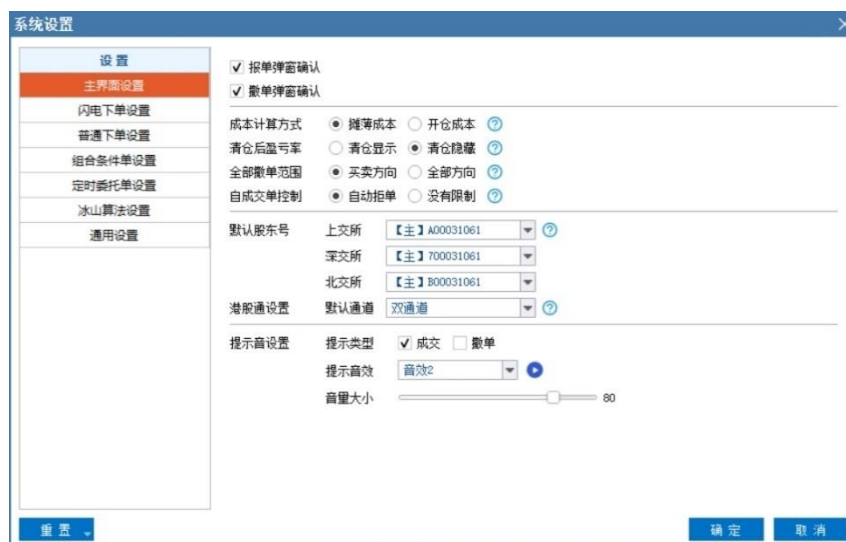 系统设置
设置
主界面设置
闪电下单设置
普通下单设置
组合条件单设置
定时委托单设置
冰山算法设置
通用设置
报单弹窗确认
撤单弹窗确认
成本计算方式 摊薄成本 开仓成本 ?
清仓后盈亏率 清仓显示 清仓隐藏 ?
全部撤单范围 买卖方向 全部方向 ?
自成交单控制 自动拒单 没有限制 ?
默认股东号 上交所 【主】A00031061 ?
深交所 【主】700031061
北交所 【主】B00031061
港股通设置 默认通道 双通道 ?
提示音设置 提示类型 成交 撤单
提示音效 音效2
音量大小 80
重置 确定 取消